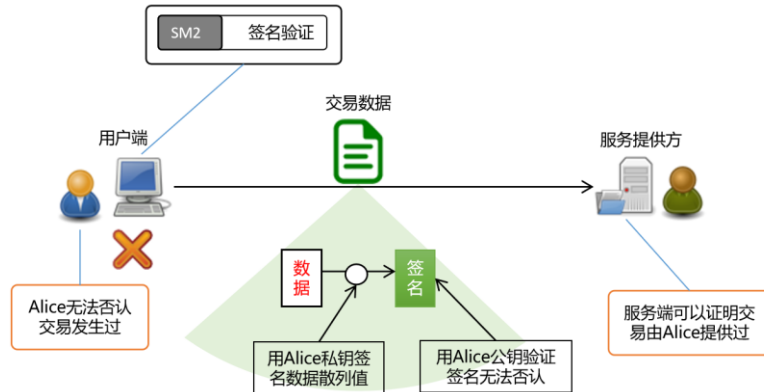 SM2 签名验证
交易数据
用户端
服务提供方
数
据
签
名
Alice无法否认
交易发生过
服务端可以证明交
易由Alice提供过
用Alice私钥签
名数据散列值
用Alice公钥验证
签名无法否认